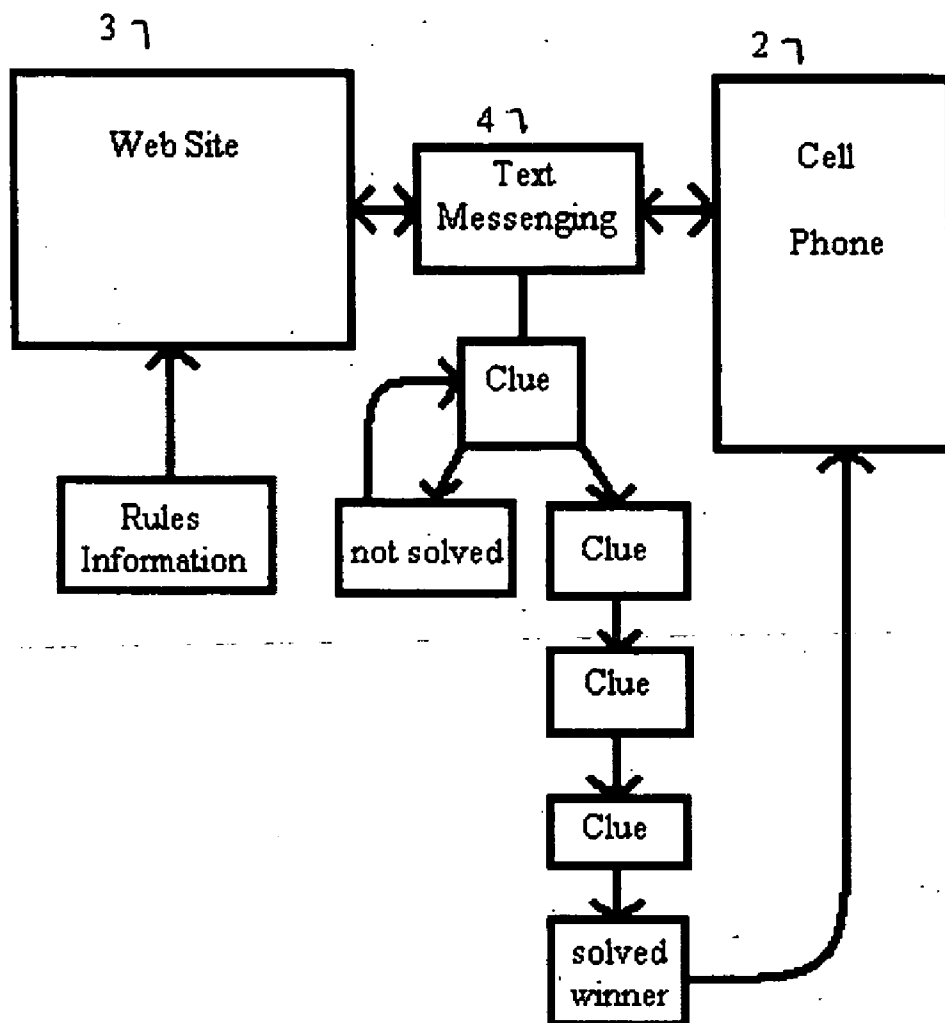 3
2
4
Web Site
Text
Messenging
Cell
Phone
Clue
Rules
Information
not solved
Clue
Clue
Clue
solved
winner